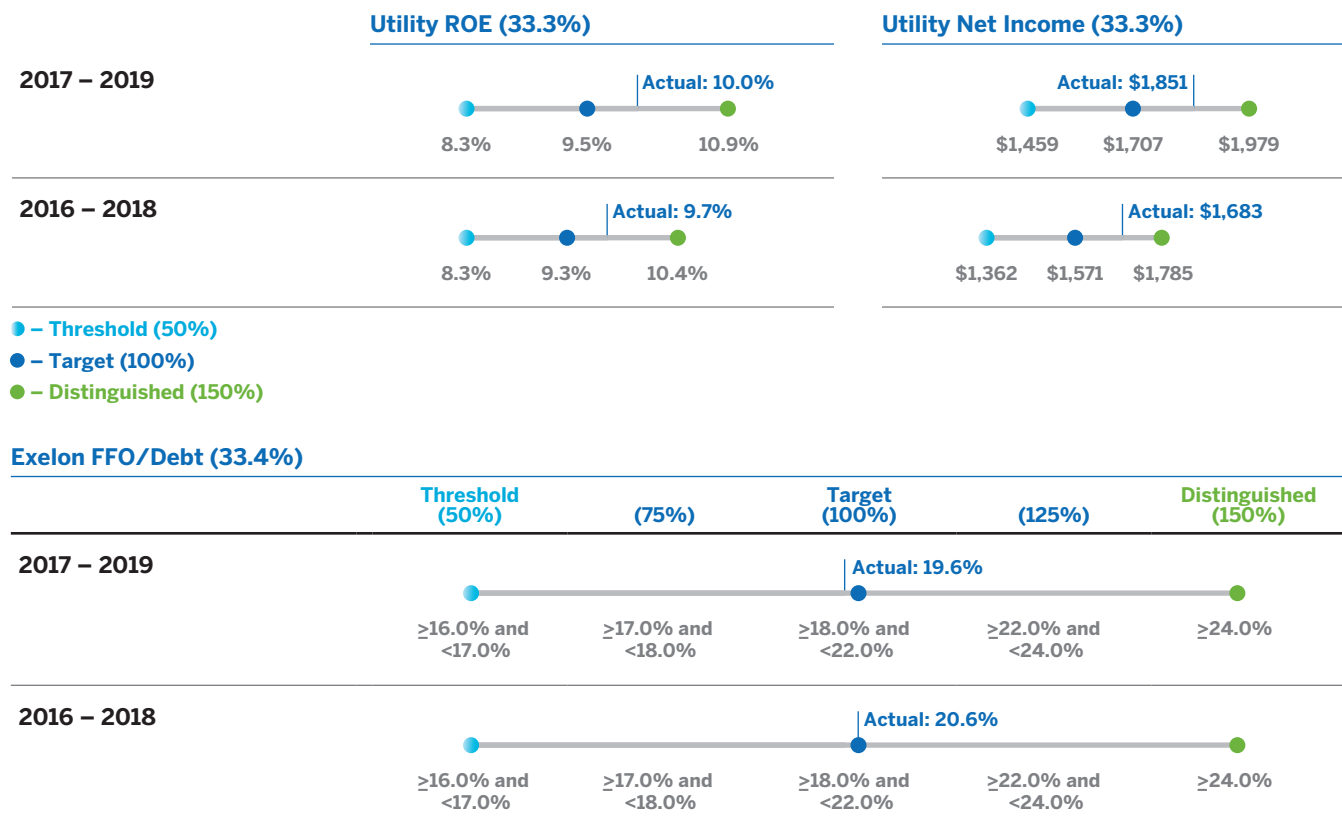 Utility ROE (33.3%)
Utility Net Income (33.3%)
2017 – 2019
Actual: 10.0%
8.3% 9.5% 10.9%
Actual: $1,851
$1,459 $1,707 $1,979
2016 – 2018
Actual: 9.7%
8.3% 9.3% 10.4%
Actual: $1,683
$1,362 $1,571 $1,785
– Threshold (50%)
– Target (100%)
– Distinguished (150%)
Exelon FFO/Debt (33.4%)
Threshold
(50%)
(75%)
Target
(100%)
(125%)
Distinguished
(150%)
2017 – 2019
Actual: 19.6%
≥16.0% and
<17.0%
≥17.0% and
<18.0%
≥18.0% and
<22.0%
≥22.0% and
<24.0%
≥24.0%
2016 – 2018
Actual: 20.6%
≥16.0% and
<17.0%
≥17.0% and
<18.0%
≥18.0% and
<22.0%
≥22.0% and
<24.0%
≥24.0%